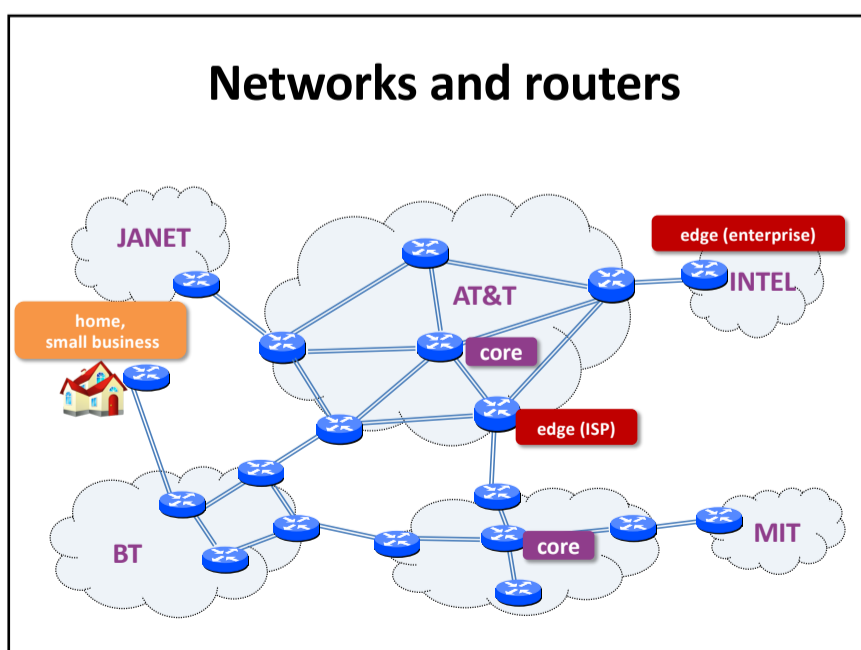 Networks and routers
JANET
edge (enterprise)
AT&T
INTEL
home,
small business
core
edge (ISP)
BT
core
MIT